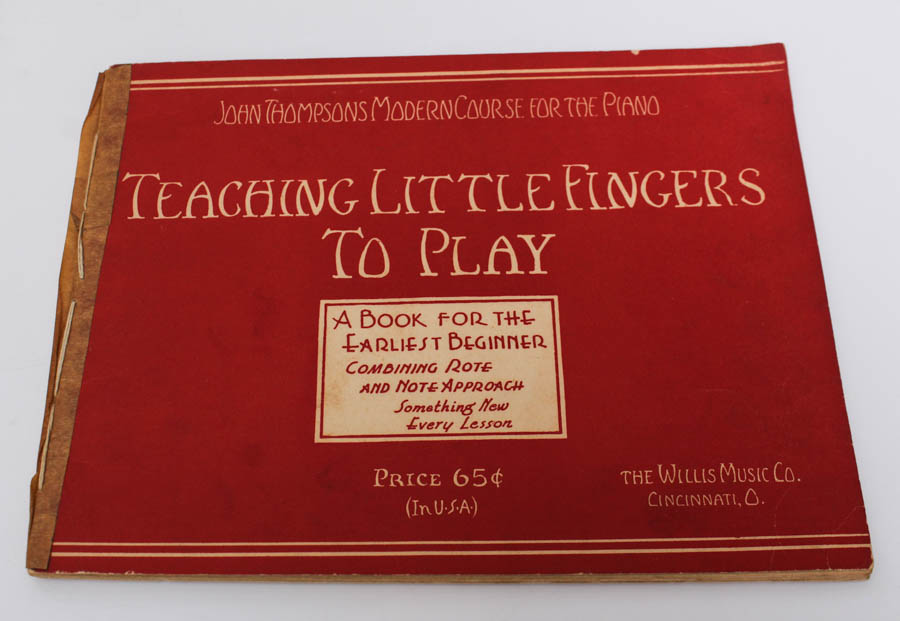 John Thompsons Modern Course for the Piano
Teaching Little Fingers
To Play
A Book for the
Earliest Beginner
Combining Rote
and Note Approach
Something New
Every Lesson
Price 65¢
(In U.S.A.)
The Willis Music Co.
Cincinnati, O.